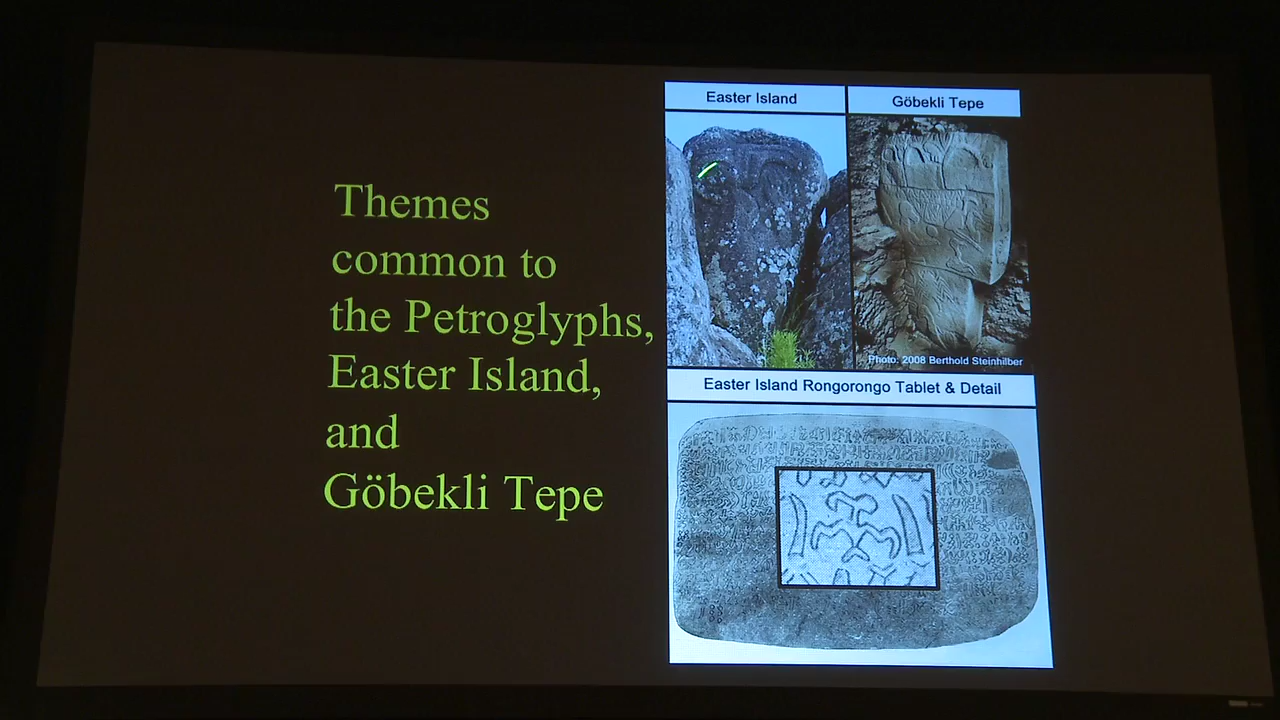 Themes
common to
the Petroglyphs,
Easter Island,
and
Göbekli Tepe
Easter Island
Göbekli Tepe
Photo: 2008 Berthold Steinhilber
Easter Island Rongorongo Tablet & Detail